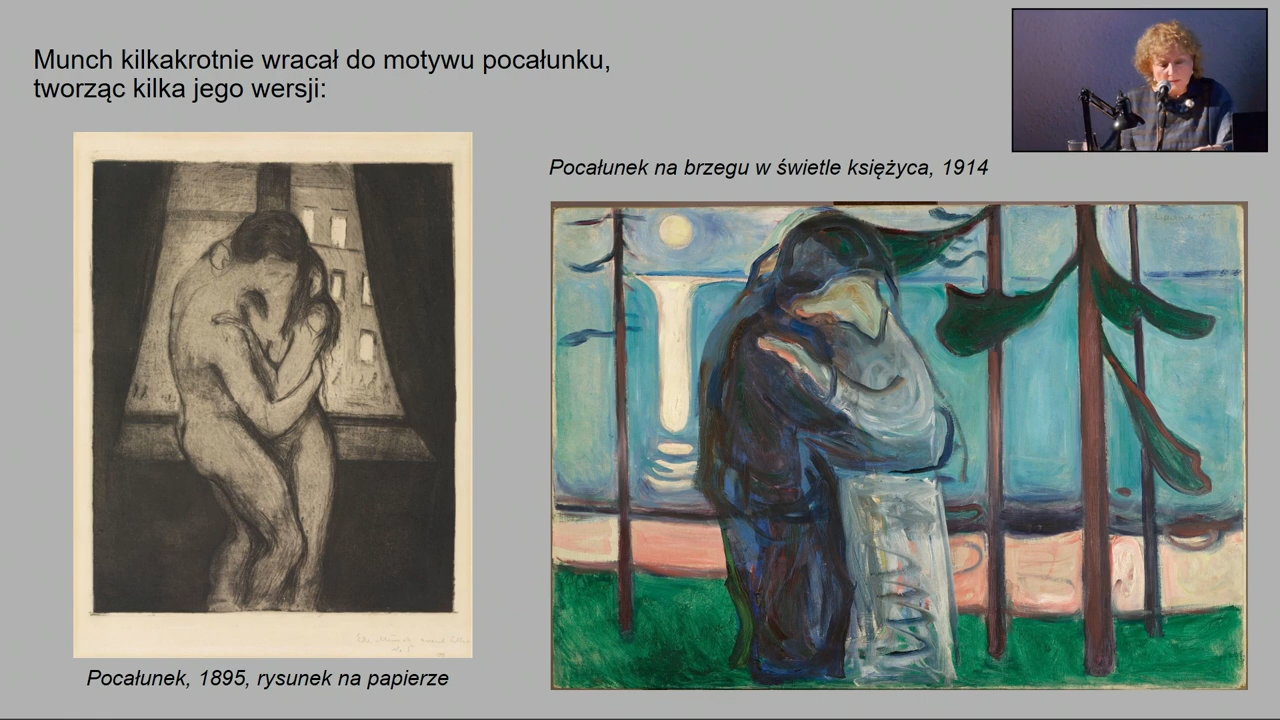 Munch kilkakrotnie wracał do motywu pocałunku,
tworząc kilka jego wersji:
Pocałunek na brzegu w świetle księżyca, 1914
Pocałunek, 1895, rysunek na papierze